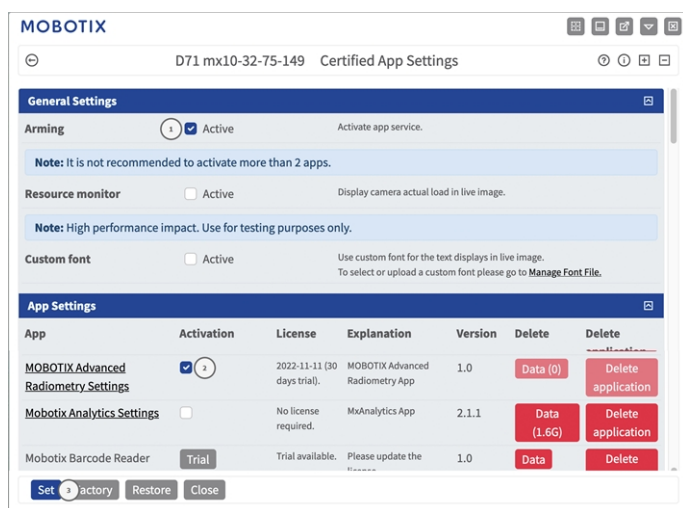 MOBOTIX
D71 mx10-32-75-149 Certified App Settings
General Settings
Arming 1 Active Activate app service.
Note: It is not recommended to activate more than 2 apps.
Resource monitor Active Display camera actual load in live image.
Note: High performance impact. Use for testing purposes only.
Custom font Active Use custom font for the text displays in live image.
To select or upload a custom font please go to Manage Font File.
App Settings
App Activation License Explanation Version Delete Delete
MOBOTIX Advanced 2 2022-11-11 (30 MOBOTIX Advanced 1.0 Data (0) Delete
Radiometry Settings days trial). Radiometry App application
Mobotix Analytics Settings No license MxAnalytics App 2.1.1 Data Delete
required. (1.6G) application
Mobotix Barcode Reader Trial Trial available. Please update the 1.0 Data Delete
Set 3 actory Restore Close